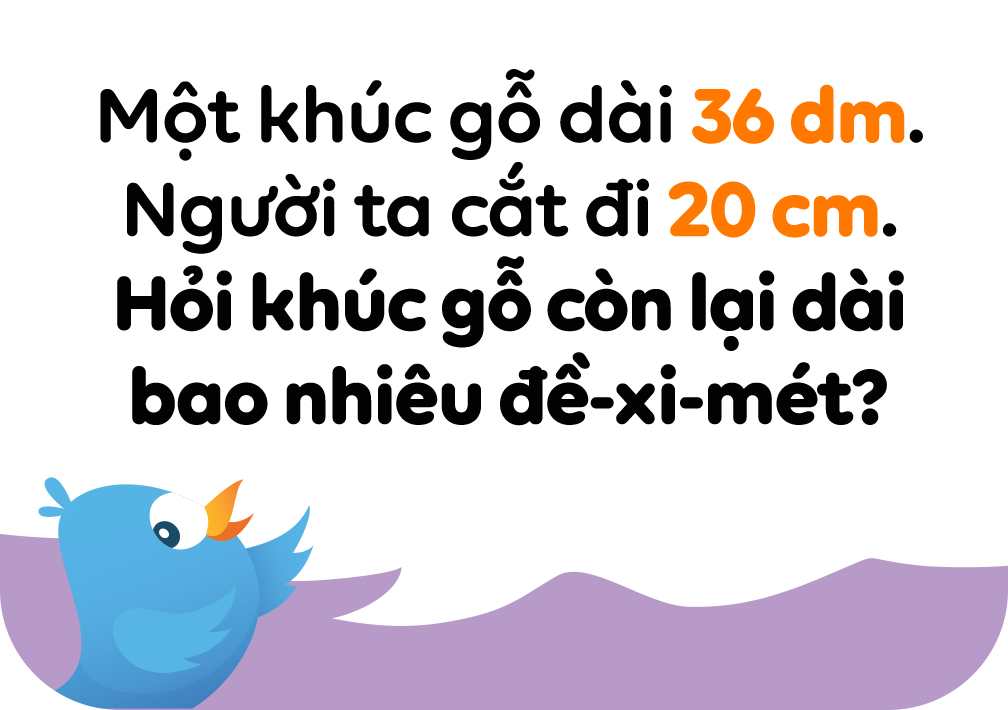 Một khúc gỗ dài 36 dm.
Người ta cắt đi 20 cm.
Hỏi khúc gỗ còn lại dài
bao nhiêu đề-xi-mét?